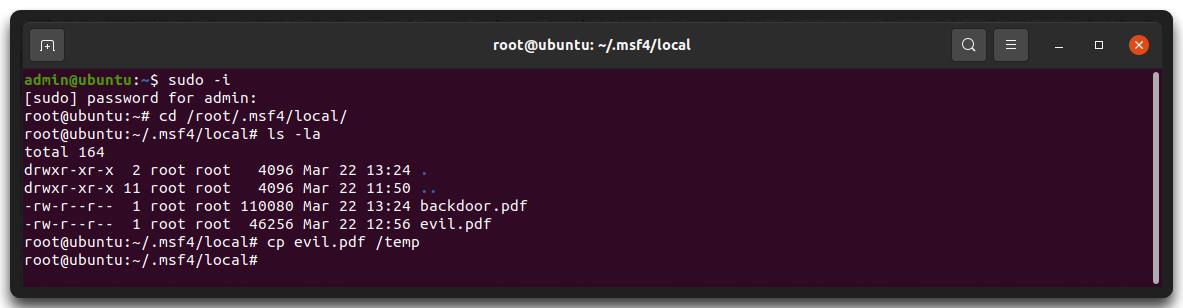 root@ubuntu: ~/.msf4/local
admin@ubuntu:~$ sudo -i
[sudo] password for admin:
root@ubuntu:~# cd /root/.msf4/local/
root@ubuntu:~/.msf4/local# ls -la
total 164
drwxr-xr-x  2 root root   4096 Mar 22 13:24 .
drwxr-xr-x 11 root root   4096 Mar 22 11:50 ..
-rw-r--r--  1 root root 110080 Mar 22 13:24 backdoor.pdf
-rw-r--r--  1 root root  46256 Mar 22 12:56 evil.pdf
root@ubuntu:~/.msf4/local# cp evil.pdf /temp
root@ubuntu:~/.msf4/local#